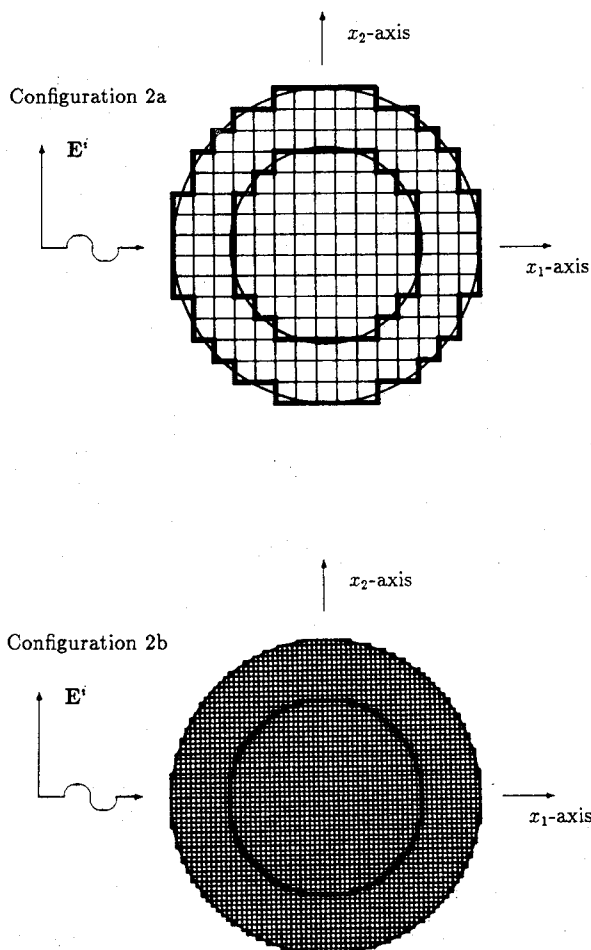 x₂-axis
Configuration 2a
Eⁱ
x₁-axis
x₂-axis
Configuration 2b
Eⁱ
x₁-axis